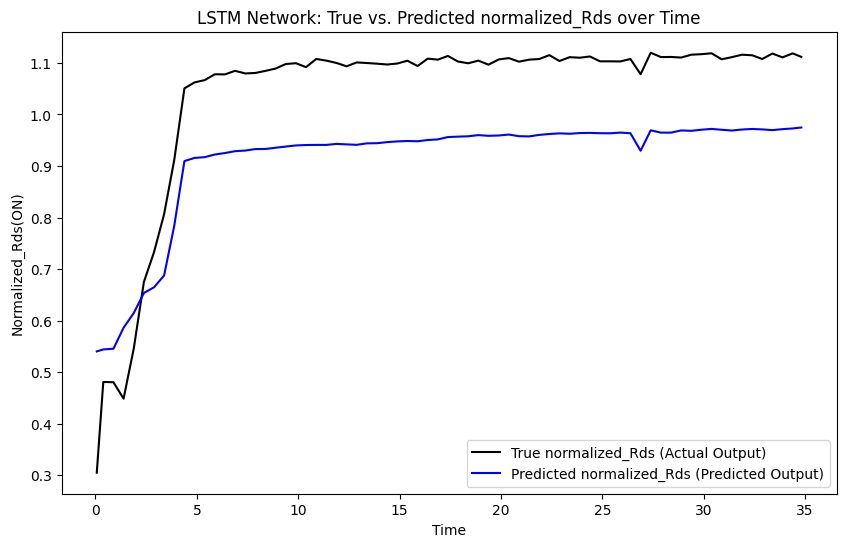 LSTM Network: True vs. Predicted normalized_Rds over Time
Normalized_Rds(ON)
1.1
1.0
0.9
0.8
0.7
0.6
0.5
0.4
0.3
True normalized_Rds (Actual Output)
Predicted normalized_Rds (Predicted Output)
0 5 10 15 20 25 30 35
Time